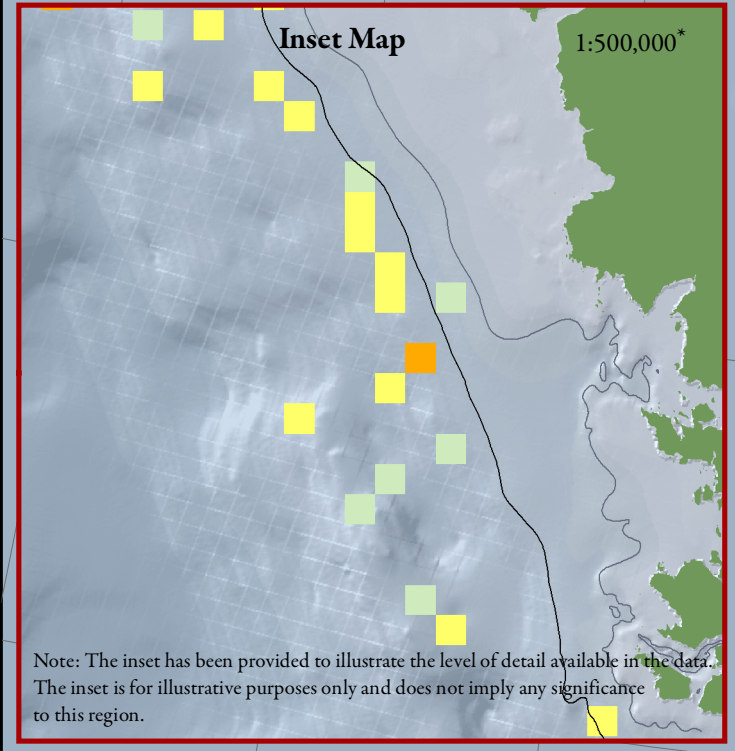 Inset Map
1:500,000*
Note: The inset has been provided to illustrate the level of detail available in the data.
The inset is for illustrative purposes only and does not imply any significance
to this region.